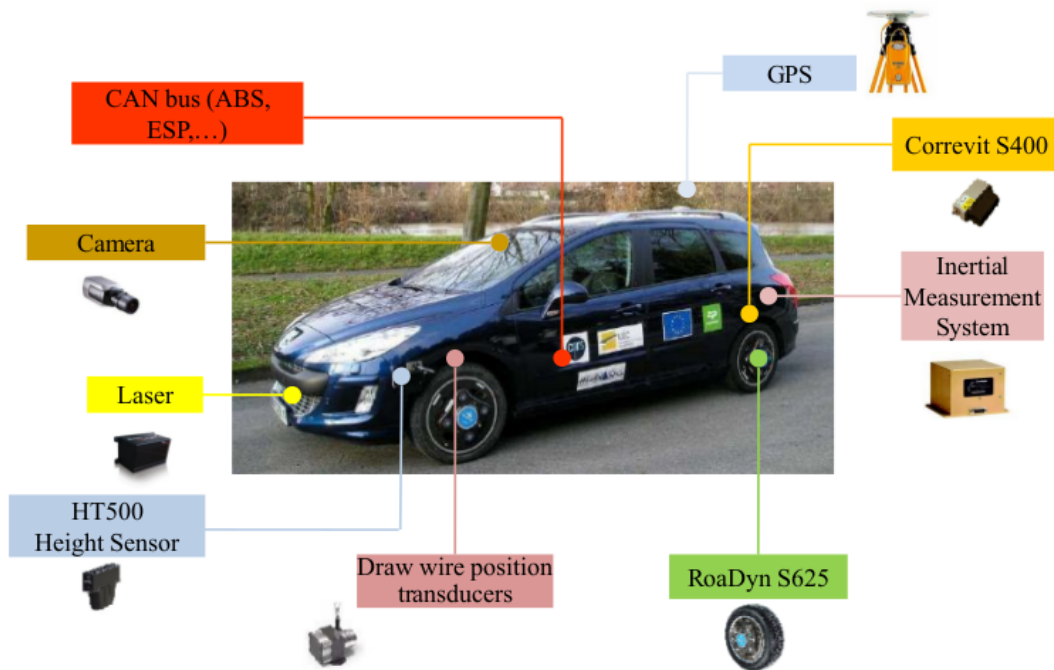 GPS
CAN bus (ABS,
ESP,…)
Correvit S400
Camera
Inertial
Measurement
System
Laser
HT500
Height Sensor
Draw wire position
transducers
RoaDyn S625